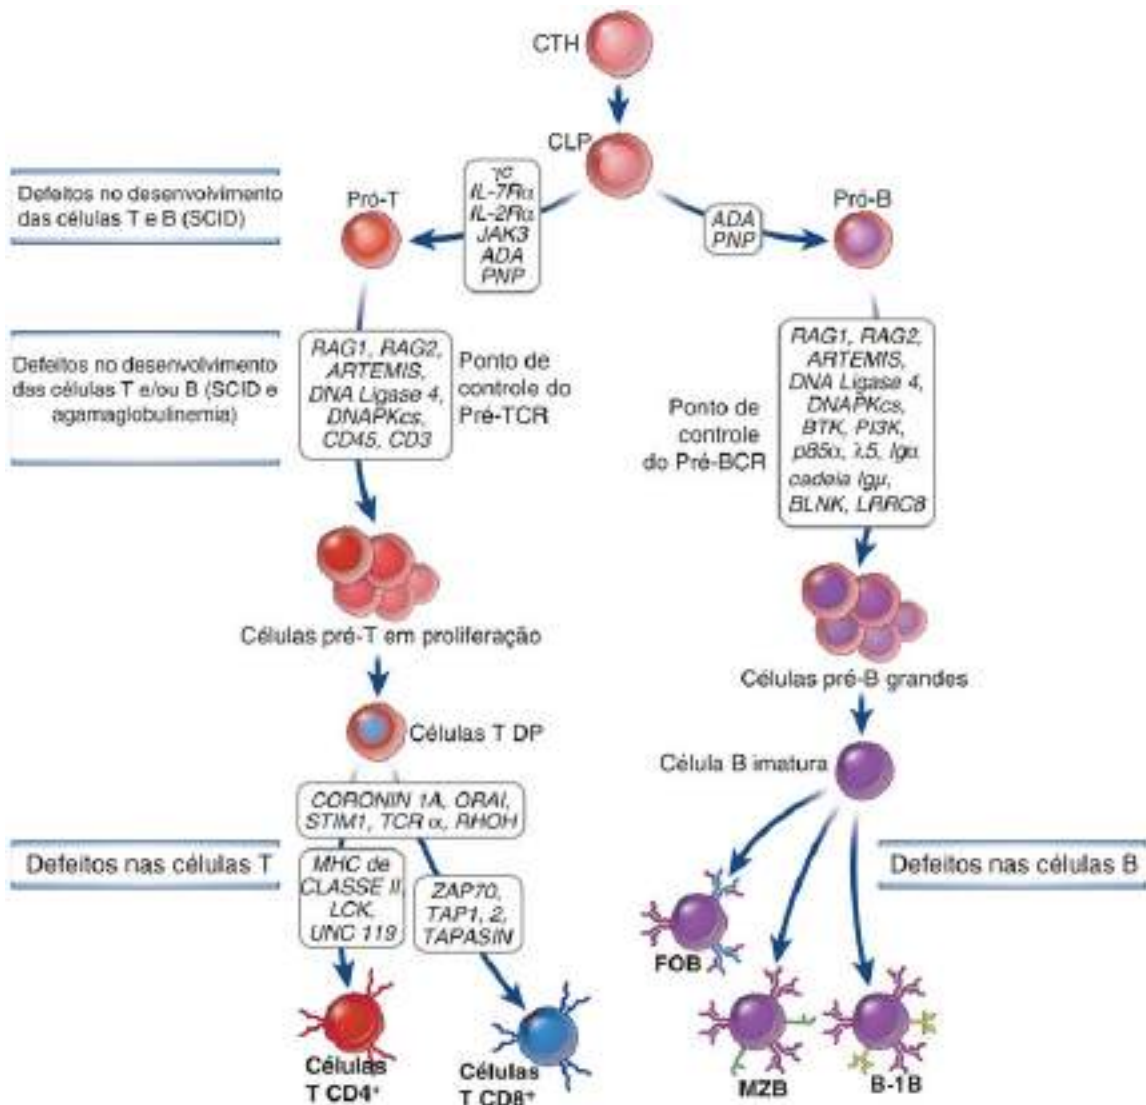 CTH
CLP
Defeitos no desenvolvimento
das células T e B (SCID)
Pró-T
γc
IL-7Rα
IL-2Rα
JAK3
ADA
PNP
ADA
PNP
Pró-B
Defeitos no desenvolvimento
das células T e/ou B (SCID e
agamaglobulinemia)
RAG1, RAG2,
ARTEMIS,
DNA Ligase 4,
DNAPKcs,
CD45, CD3
Ponto de
controle do
Pré-TCR
Ponto de
controle
do Pré-BCR
RAG1, RAG2,
ARTEMIS,
DNA Ligase 4,
DNAPKcs,
BTK, PI3K,
p85α, λ5, Igα
cadeia Igμ,
BLNK, LRRC8
Células pré-T em proliferação
Células pré-B grandes
Células T DP
Célula B imatura
CORONIN 1A, ORAI,
STIM1, TCR α, RHOH
Defeitos nas células T
MHC de
CLASSE II,
LCK,
UNC 119
ZAP70,
TAP1, 2,
TAPASIN
Defeitos nas células B
FOB
MZB
B-1B
Células
T CD4⁺
Células
T CD8⁺